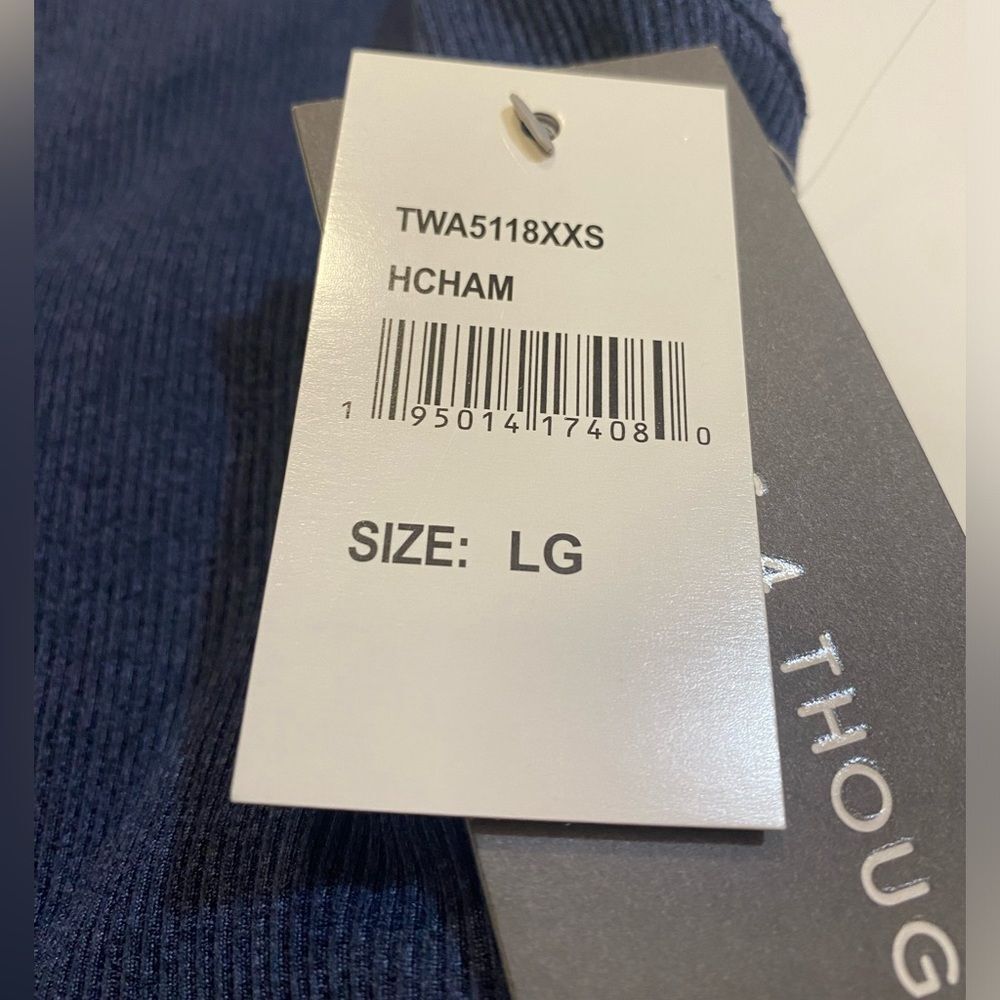 TWA5118XXS
HCHAM
1 95014 17408 0
SIZE: LG
A THOUG